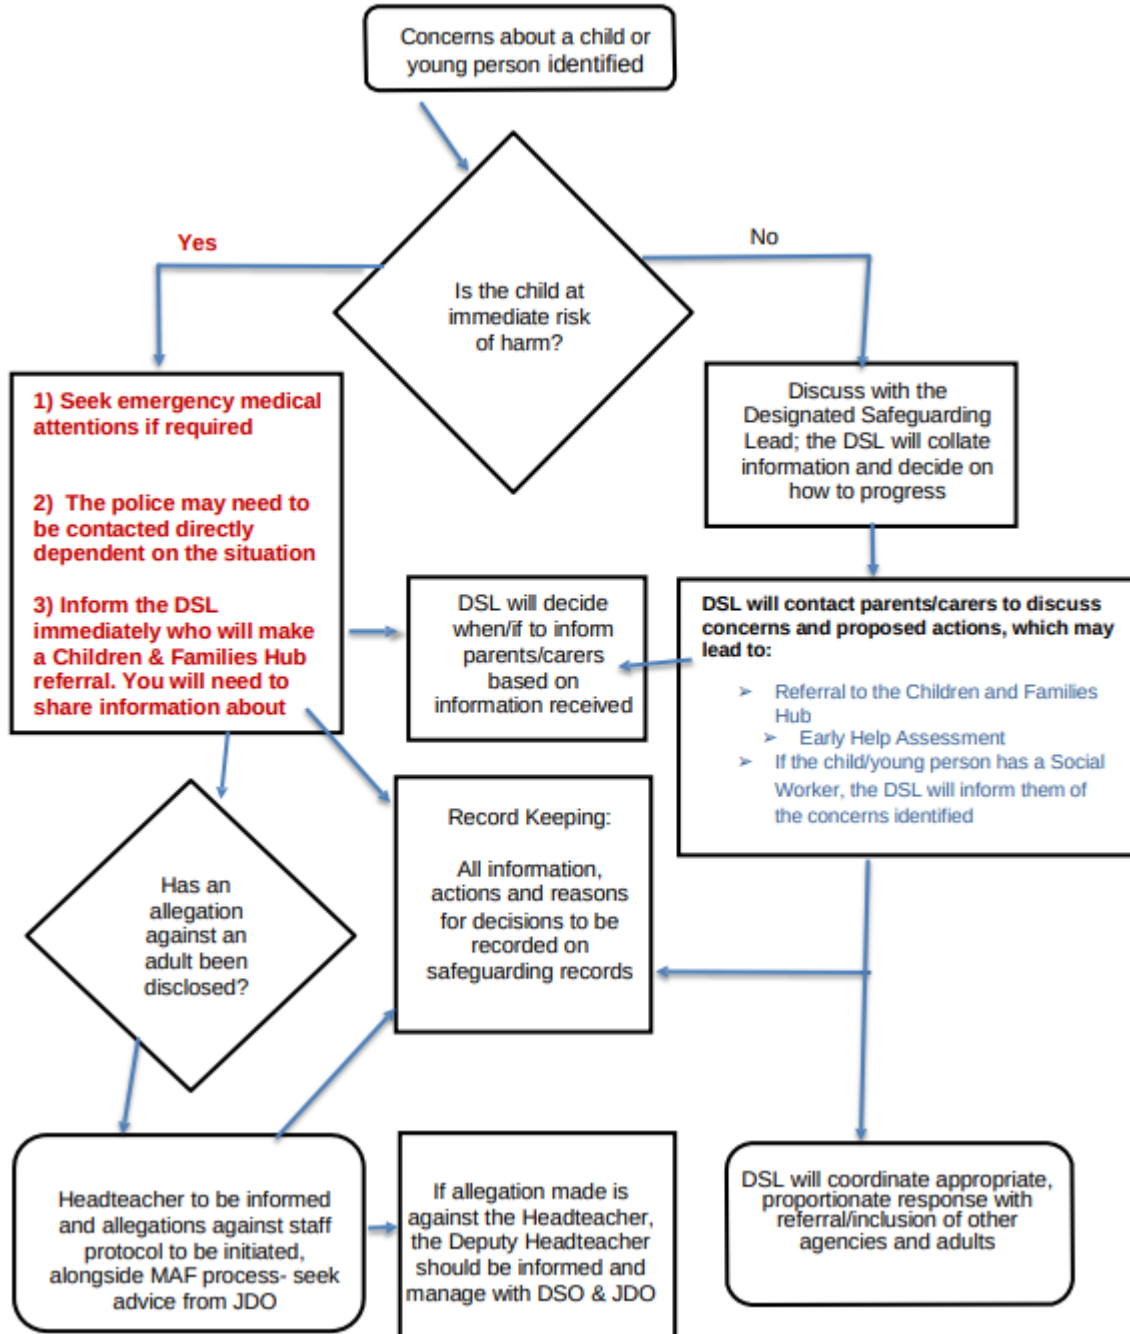 Concerns about a child or
young person identified
Yes
No
Is the child at
immediate risk
of harm?
1) Seek emergency medical
attentions if required
2) The police may need to
be contacted directly
dependent on the situation
3) Inform the DSL
immediately who will make
a Children & Families Hub
referral. You will need to
share information about
Discuss with the
Designated Safeguarding
Lead; the DSL will collate
information and decide on
how to progress
DSL will decide
when/if to inform
parents/carers
based on
information received
DSL will contact parents/carers to discuss
concerns and proposed actions, which may
lead to:
➢ Referral to the Children and Families
Hub
➢ Early Help Assessment
➢ If the child/young person has a Social
Worker, the DSL will inform them of
the concerns identified
Record Keeping:
All information,
actions and reasons
for decisions to be
recorded on
safeguarding records
Has an
allegation
against an
adult been
disclosed?
Headteacher to be informed
and allegations against staff
protocol to be initiated,
alongside MAF process- seek
advice from JDO
If allegation made is
against the Headteacher,
the Deputy Headteacher
should be informed and
manage with DSO & JDO
DSL will coordinate appropriate,
proportionate response with
referral/inclusion of other
agencies and adults